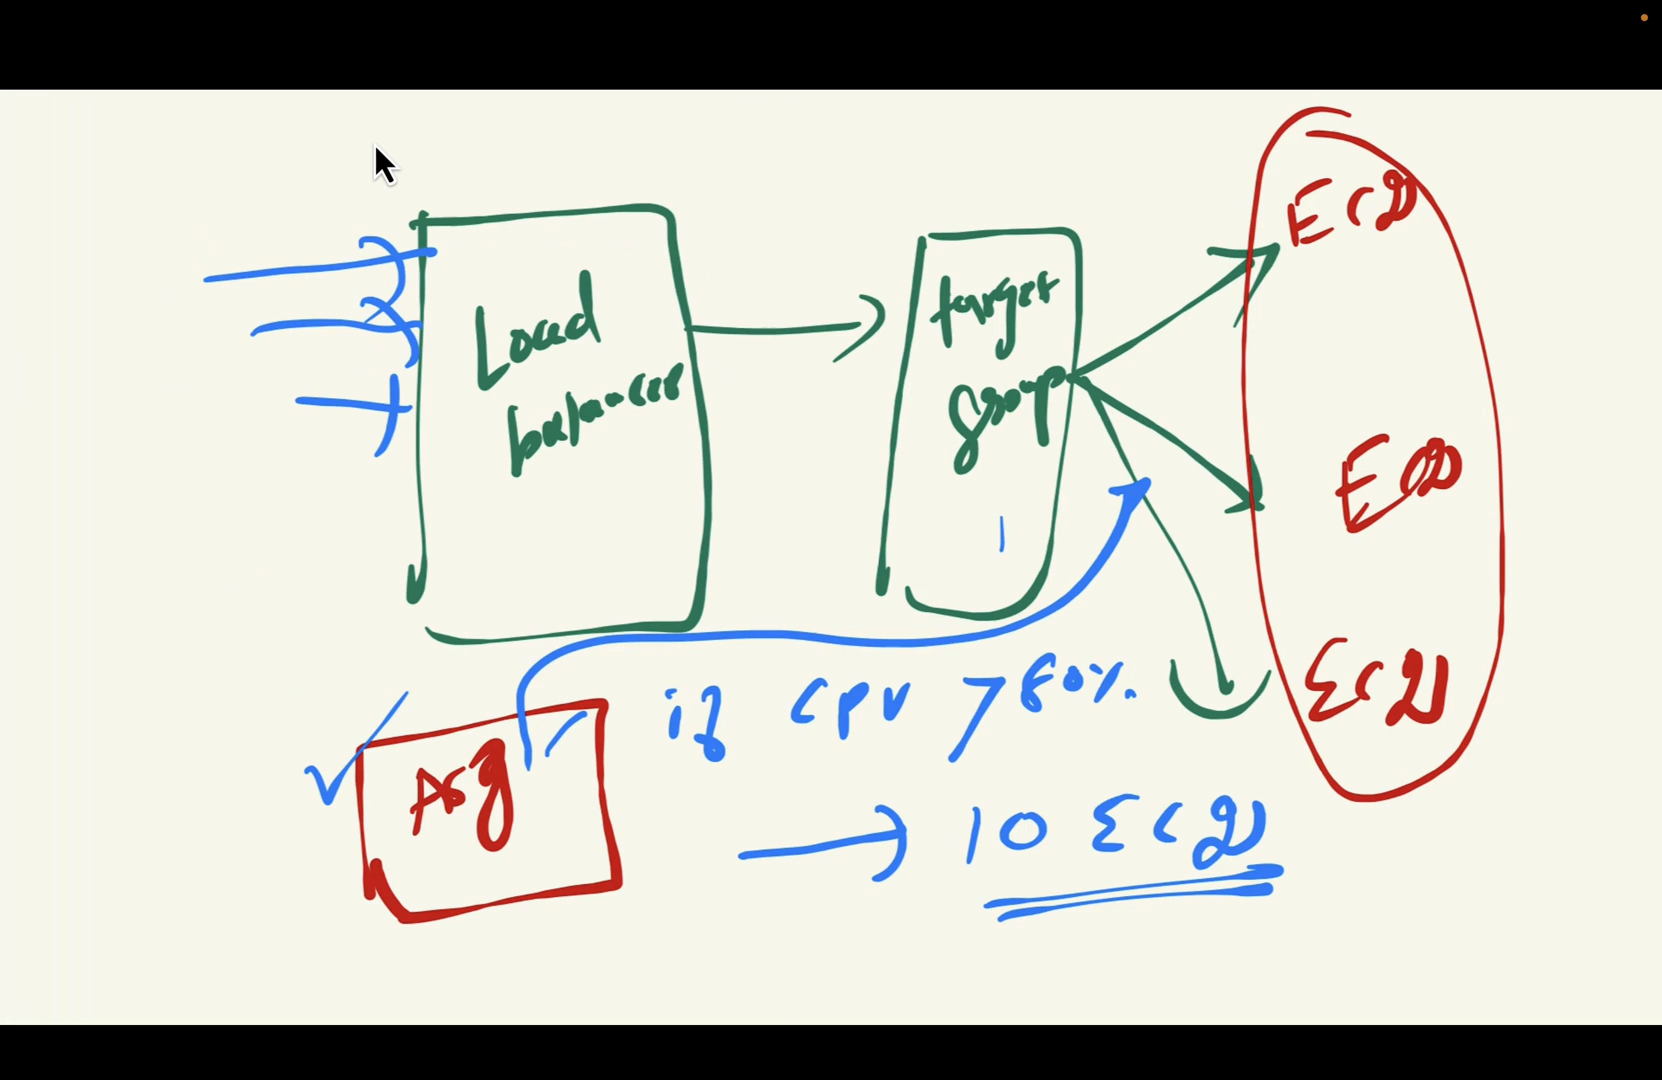 Load
balancer
target
group
EC2
EC2
EC2
ASg
if CPU > 80%.
→ 10 EC2